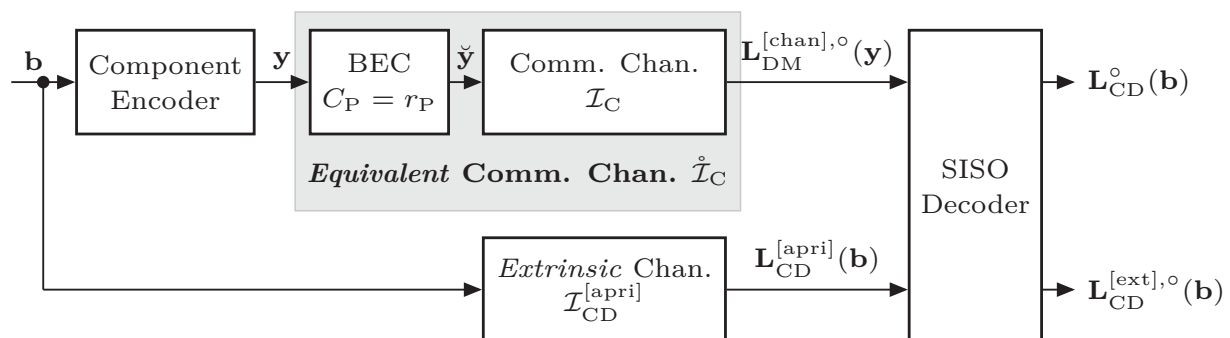 b
Component
Encoder
y
BEC
C_P = r_P
y̆
Comm. Chan.
𝓘_C
Equivalent Comm. Chan. 𝓘̊_C
L_DM^[chan],∘(y)
Extrinsic Chan.
𝓘_CD^[apri]
L_CD^[apri](b)
SISO
Decoder
L_CD^∘(b)
L_CD^[ext],∘(b)